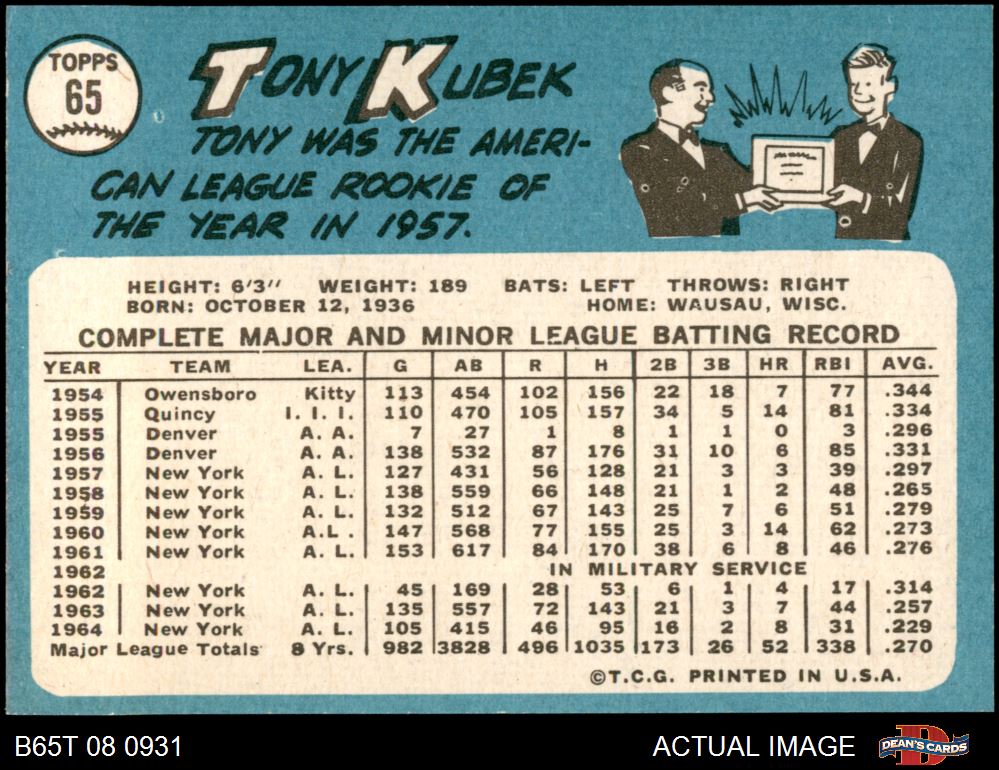 TOPPS
65
TONY KUBEK
TONY WAS THE AMERI-
CAN LEAGUE ROOKIE OF
THE YEAR IN 1957.
HEIGHT: 6'3" WEIGHT: 189 BATS: LEFT THROWS: RIGHT
BORN: OCTOBER 12, 1936 HOME: WAUSAU, WISC.
COMPLETE MAJOR AND MINOR LEAGUE BATTING RECORD
YEAR TEAM LEA. G AB R H 2B 3B HR RBI AVG.
1954 Owensboro Kitty 113 454 102 156 22 18 7 77 .344
1955 Quincy I. I. I. 110 470 105 157 34 5 14 81 .334
1955 Denver A. A. 7 27 1 8 1 1 0 3 .296
1956 Denver A. A. 138 532 87 176 31 10 6 85 .331
1957 New York A. L. 127 431 56 128 21 3 3 39 .297
1958 New York A. L. 138 559 66 148 21 1 2 48 .265
1959 New York A. L. 132 512 67 143 25 7 6 51 .279
1960 New York A.L . 147 568 77 155 25 3 14 62 .273
1961 New York A. L. 153 617 84 170 38 6 8 46 .276
1962 IN MILITARY SERVICE
1962 New York A. L. 45 169 28 53 6 1 4 17 .314
1963 New York A. L. 135 557 72 143 21 3 7 44 .257
1964 New York A. L. 105 415 46 95 16 2 8 31 .229
Major League Totals 8 Yrs. 982 3828 496 1035 173 26 52 338 .270
©T.C.G. PRINTED IN U.S.A.
B65T 08 0931 ACTUAL IMAGE DEAN'S CARDS